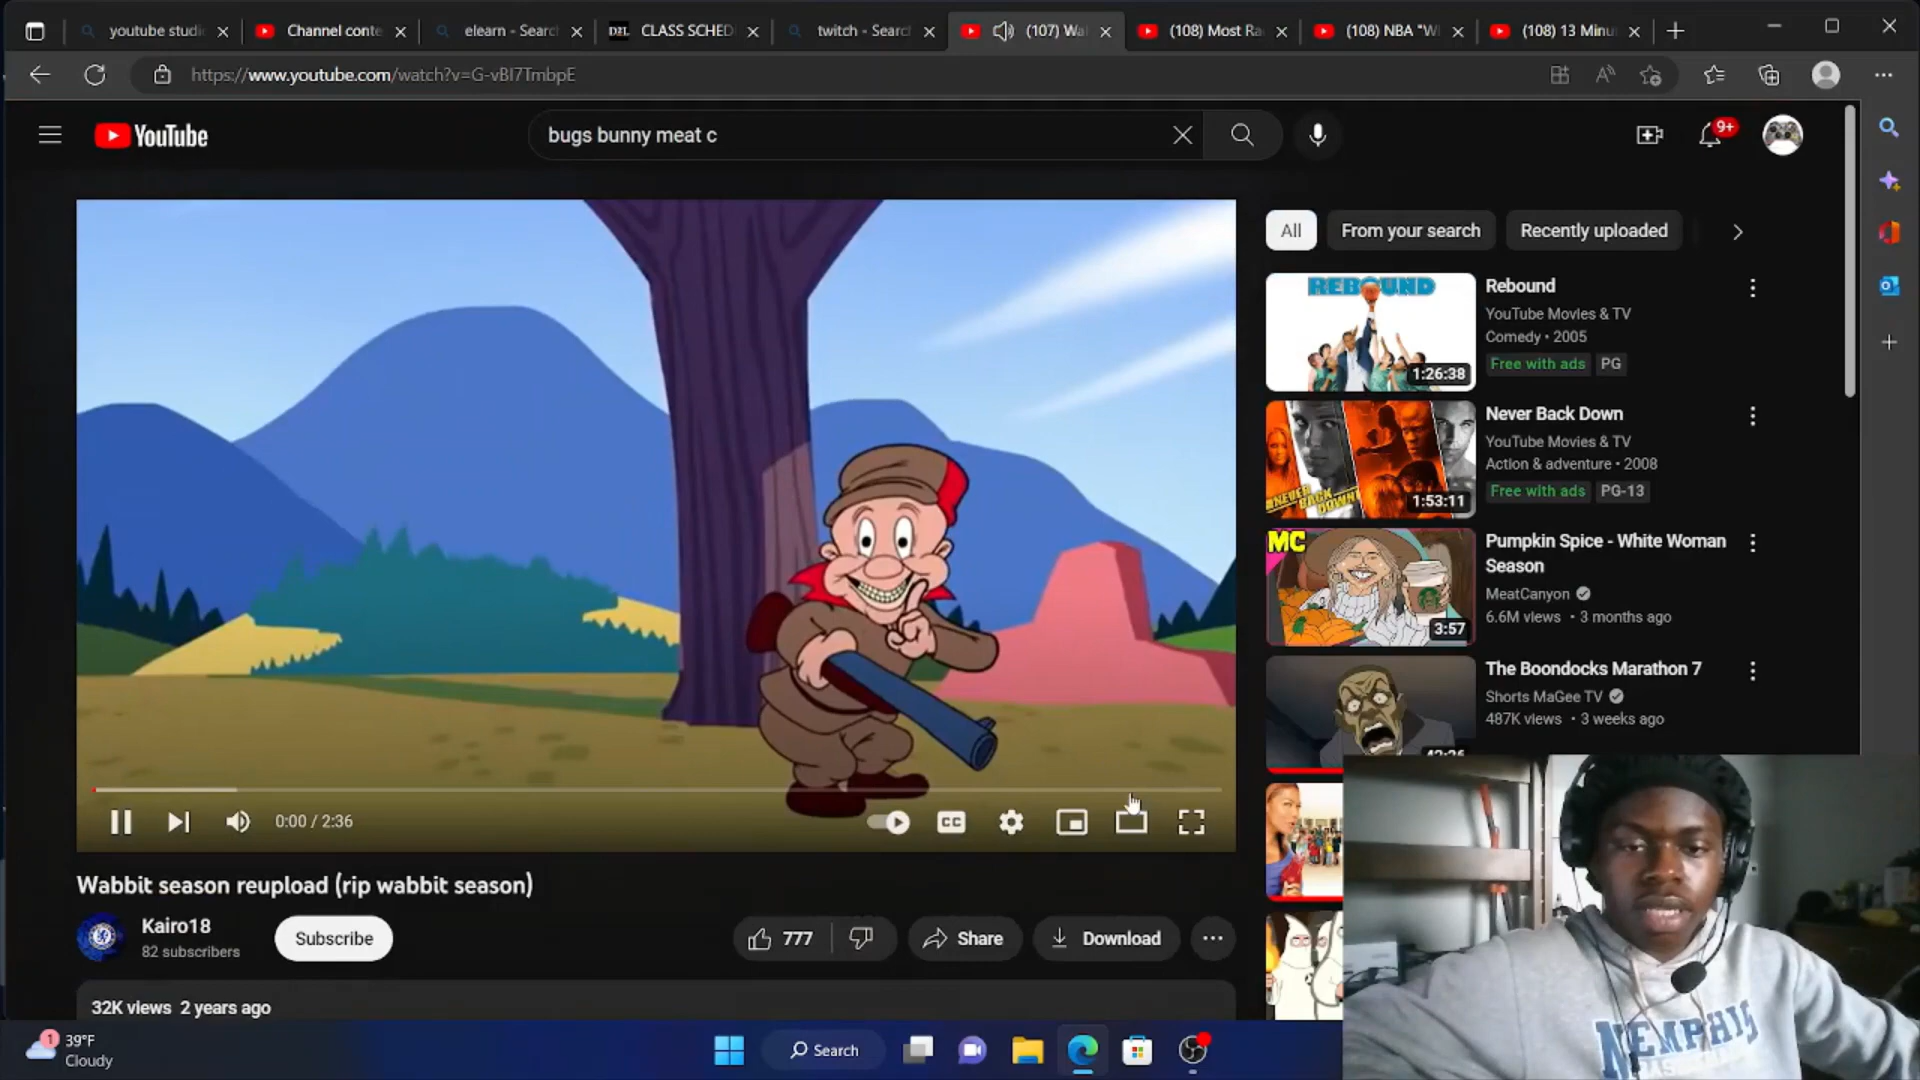 youtube studi
Channel conte
elearn - Searc
D2L CLASS SCHED
twitch - Searc
(107) Wa
(108) Most Ra
(108) NBA "W
(108) 13 Minu
https://www.youtube.com/watch?v=G-vBI7TmbpE
YouTube
bugs bunny meat c
9+
All
From your search
Recently uploaded
REBOUND
1:26:38
Rebound
YouTube Movies & TV
Comedy • 2005
Free with ads PG
NEVER BACK DOWN
1:53:11
Never Back Down
YouTube Movies & TV
Action & adventure • 2008
Free with ads PG-13
MC
3:57
Pumpkin Spice - White Woman
Season
MeatCanyon
6.6M views • 3 months ago
The Boondocks Marathon 7
Shorts MaGee TV
487K views • 3 weeks ago
0:00 / 2:36
CC
Wabbit season reupload (rip wabbit season)
Kairo18
82 subscribers
Subscribe
777
Share
Download
32K views 2 years ago
1
39°F
Cloudy
Search
MEMPHIS